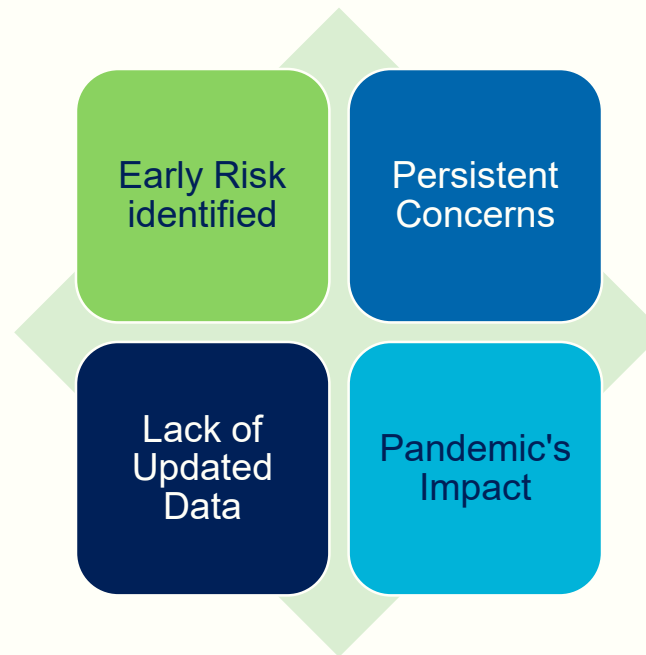 Early Risk
identified
Persistent
Concerns
Lack of
Updated
Data
Pandemic's
Impact